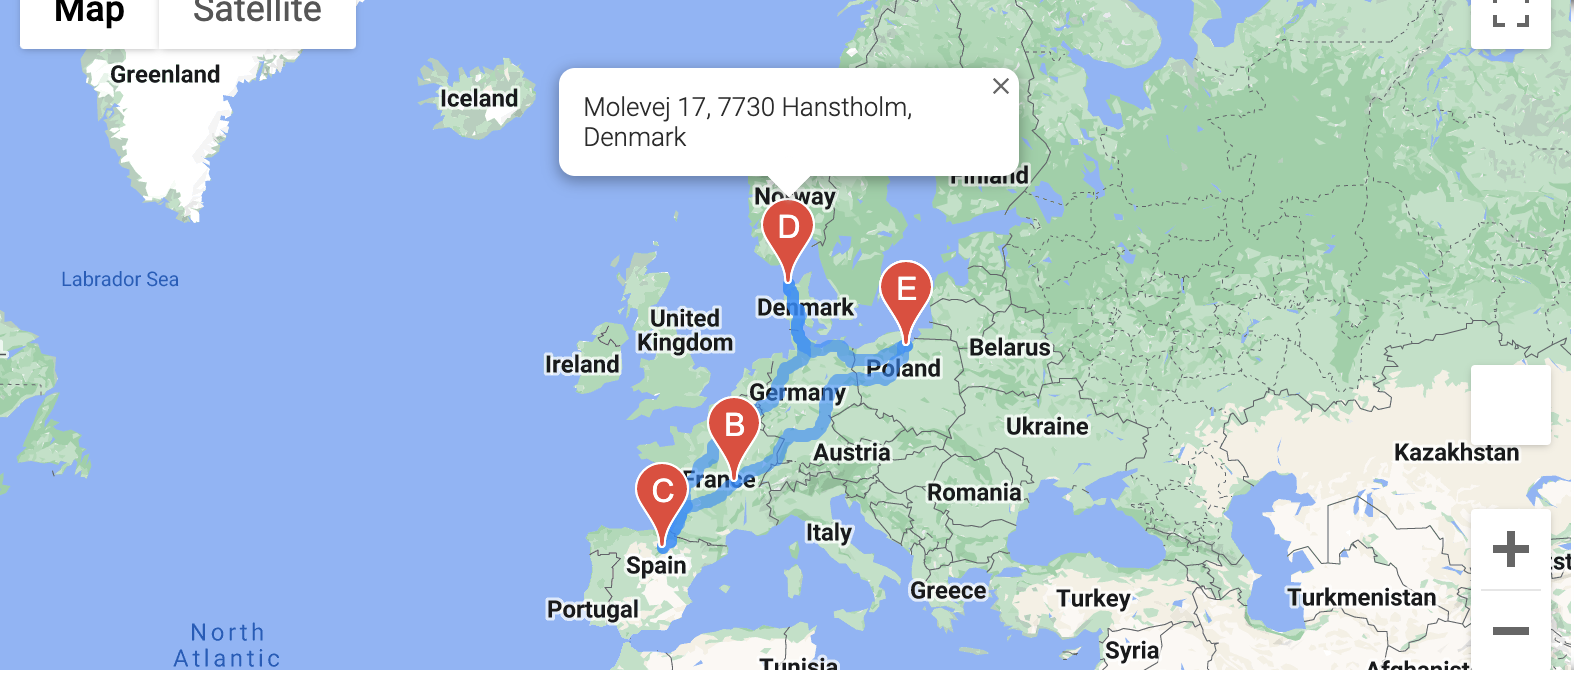 Map
Satellite
Greenland
Iceland
Molevej 17, 7730 Hanstholm,
Denmark
Finland
Norway
D
Labrador Sea
E
Denmark
United
Kingdom
Belarus
Ireland
Poland
Germany
B
Ukraine
Austria
Kazakhstan
France
C
Romania
Italy
Spain
Greece
Turkey
Turkmenistan
Portugal
North
Atlantic
Syria
Tunisia